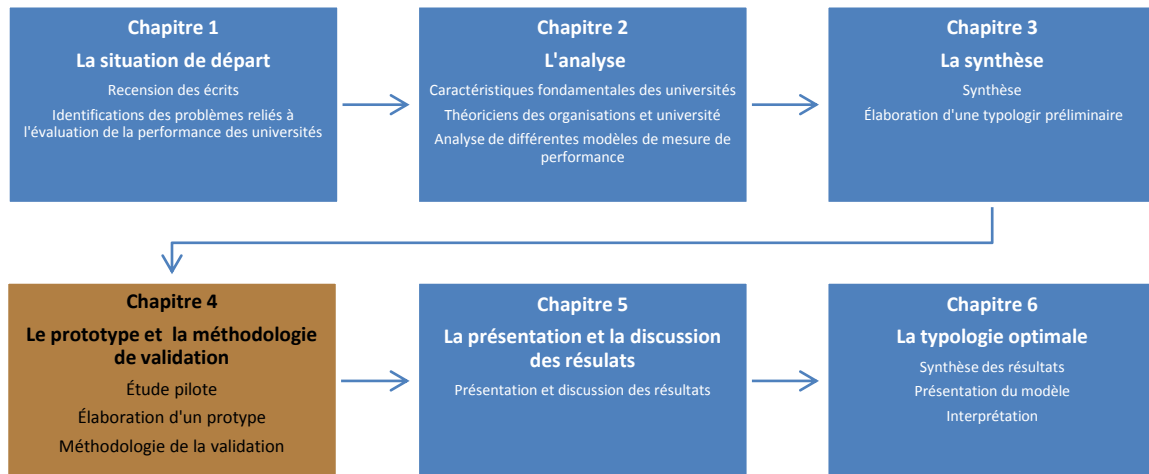 Chapitre 1
La situation de départ
Recension des écrits
Identifications des problèmes reliés à
l'évaluation de la performance des universités
Chapitre 2
L'analyse
Caractéristiques fondamentales des universités
Théoriciens des organisations et université
Analyse de différentes modèles de mesure de
performance
Chapitre 3
La synthèse
Synthèse
Élaboration d'une typologir préliminaire
Chapitre 4
Le prototype et la méthodologie
de validation
Étude pilote
Élaboration d'un protype
Méthodologie de la validation
Chapitre 5
La présentation et la discussion
des résulats
Présentation et discussion des résultats
Chapitre 6
La typologie optimale
Synthèse des résultats
Présentation du modèle
Interprétation